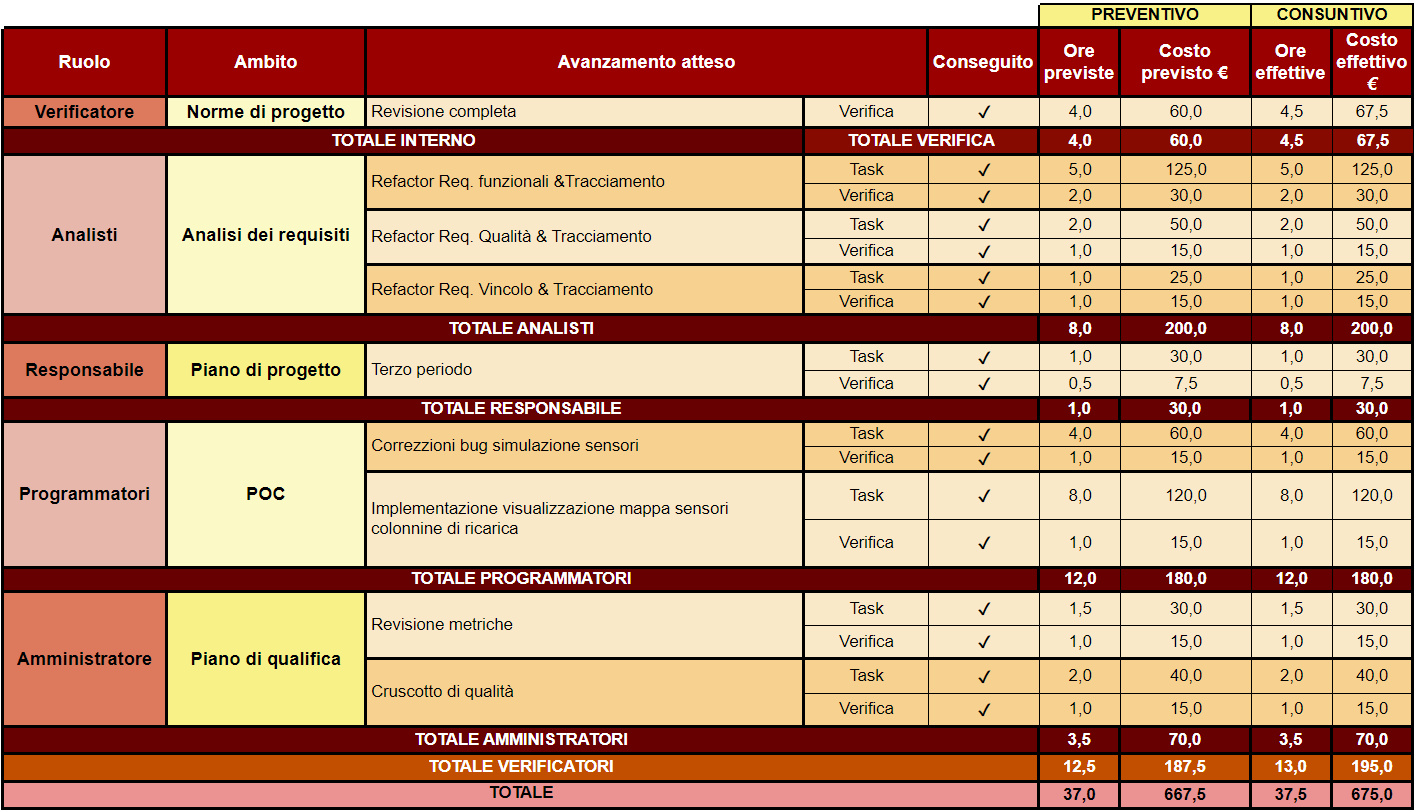 PREVENTIVO CONSUNTIVO
Ruolo Ambito Avanzamento atteso Conseguito Ore previste Costo previsto € Ore effettive Costo effettivo €
Verificatore Norme di progetto Revisione completa Verifica ✓ 4,0 60,0 4,5 67,5
TOTALE INTERNO TOTALE VERIFICA 4,0 60,0 4,5 67,5
Analisti Analisi dei requisiti Refactor Req. funzionali &Tracciamento Task ✓ 5,0 125,0 5,0 125,0
Verifica ✓ 2,0 30,0 2,0 30,0
Refactor Req. Qualità & Tracciamento Task ✓ 2,0 50,0 2,0 50,0
Verifica ✓ 1,0 15,0 1,0 15,0
Refactor Req. Vincolo & Tracciamento Task ✓ 1,0 25,0 1,0 25,0
Verifica ✓ 1,0 15,0 1,0 15,0
TOTALE ANALISTI 8,0 200,0 8,0 200,0
Responsabile Piano di progetto Terzo periodo Task ✓ 1,0 30,0 1,0 30,0
Verifica ✓ 0,5 7,5 0,5 7,5
TOTALE RESPONSABILE 1,0 30,0 1,0 30,0
Programmatori POC Correzzioni bug simulazione sensori Task ✓ 4,0 60,0 4,0 60,0
Verifica ✓ 1,0 15,0 1,0 15,0
Implementazione visualizzazione mappa sensori colonnine di ricarica Task ✓ 8,0 120,0 8,0 120,0
Verifica ✓ 1,0 15,0 1,0 15,0
TOTALE PROGRAMMATORI 12,0 180,0 12,0 180,0
Amministratore Piano di qualifica Revisione metriche Task ✓ 1,5 30,0 1,5 30,0
Verifica ✓ 1,0 15,0 1,0 15,0
Cruscotto di qualità Task ✓ 2,0 40,0 2,0 40,0
Verifica ✓ 1,0 15,0 1,0 15,0
TOTALE AMMINISTRATORI 3,5 70,0 3,5 70,0
TOTALE VERIFICATORI 12,5 187,5 13,0 195,0
TOTALE 37,0 667,5 37,5 675,0